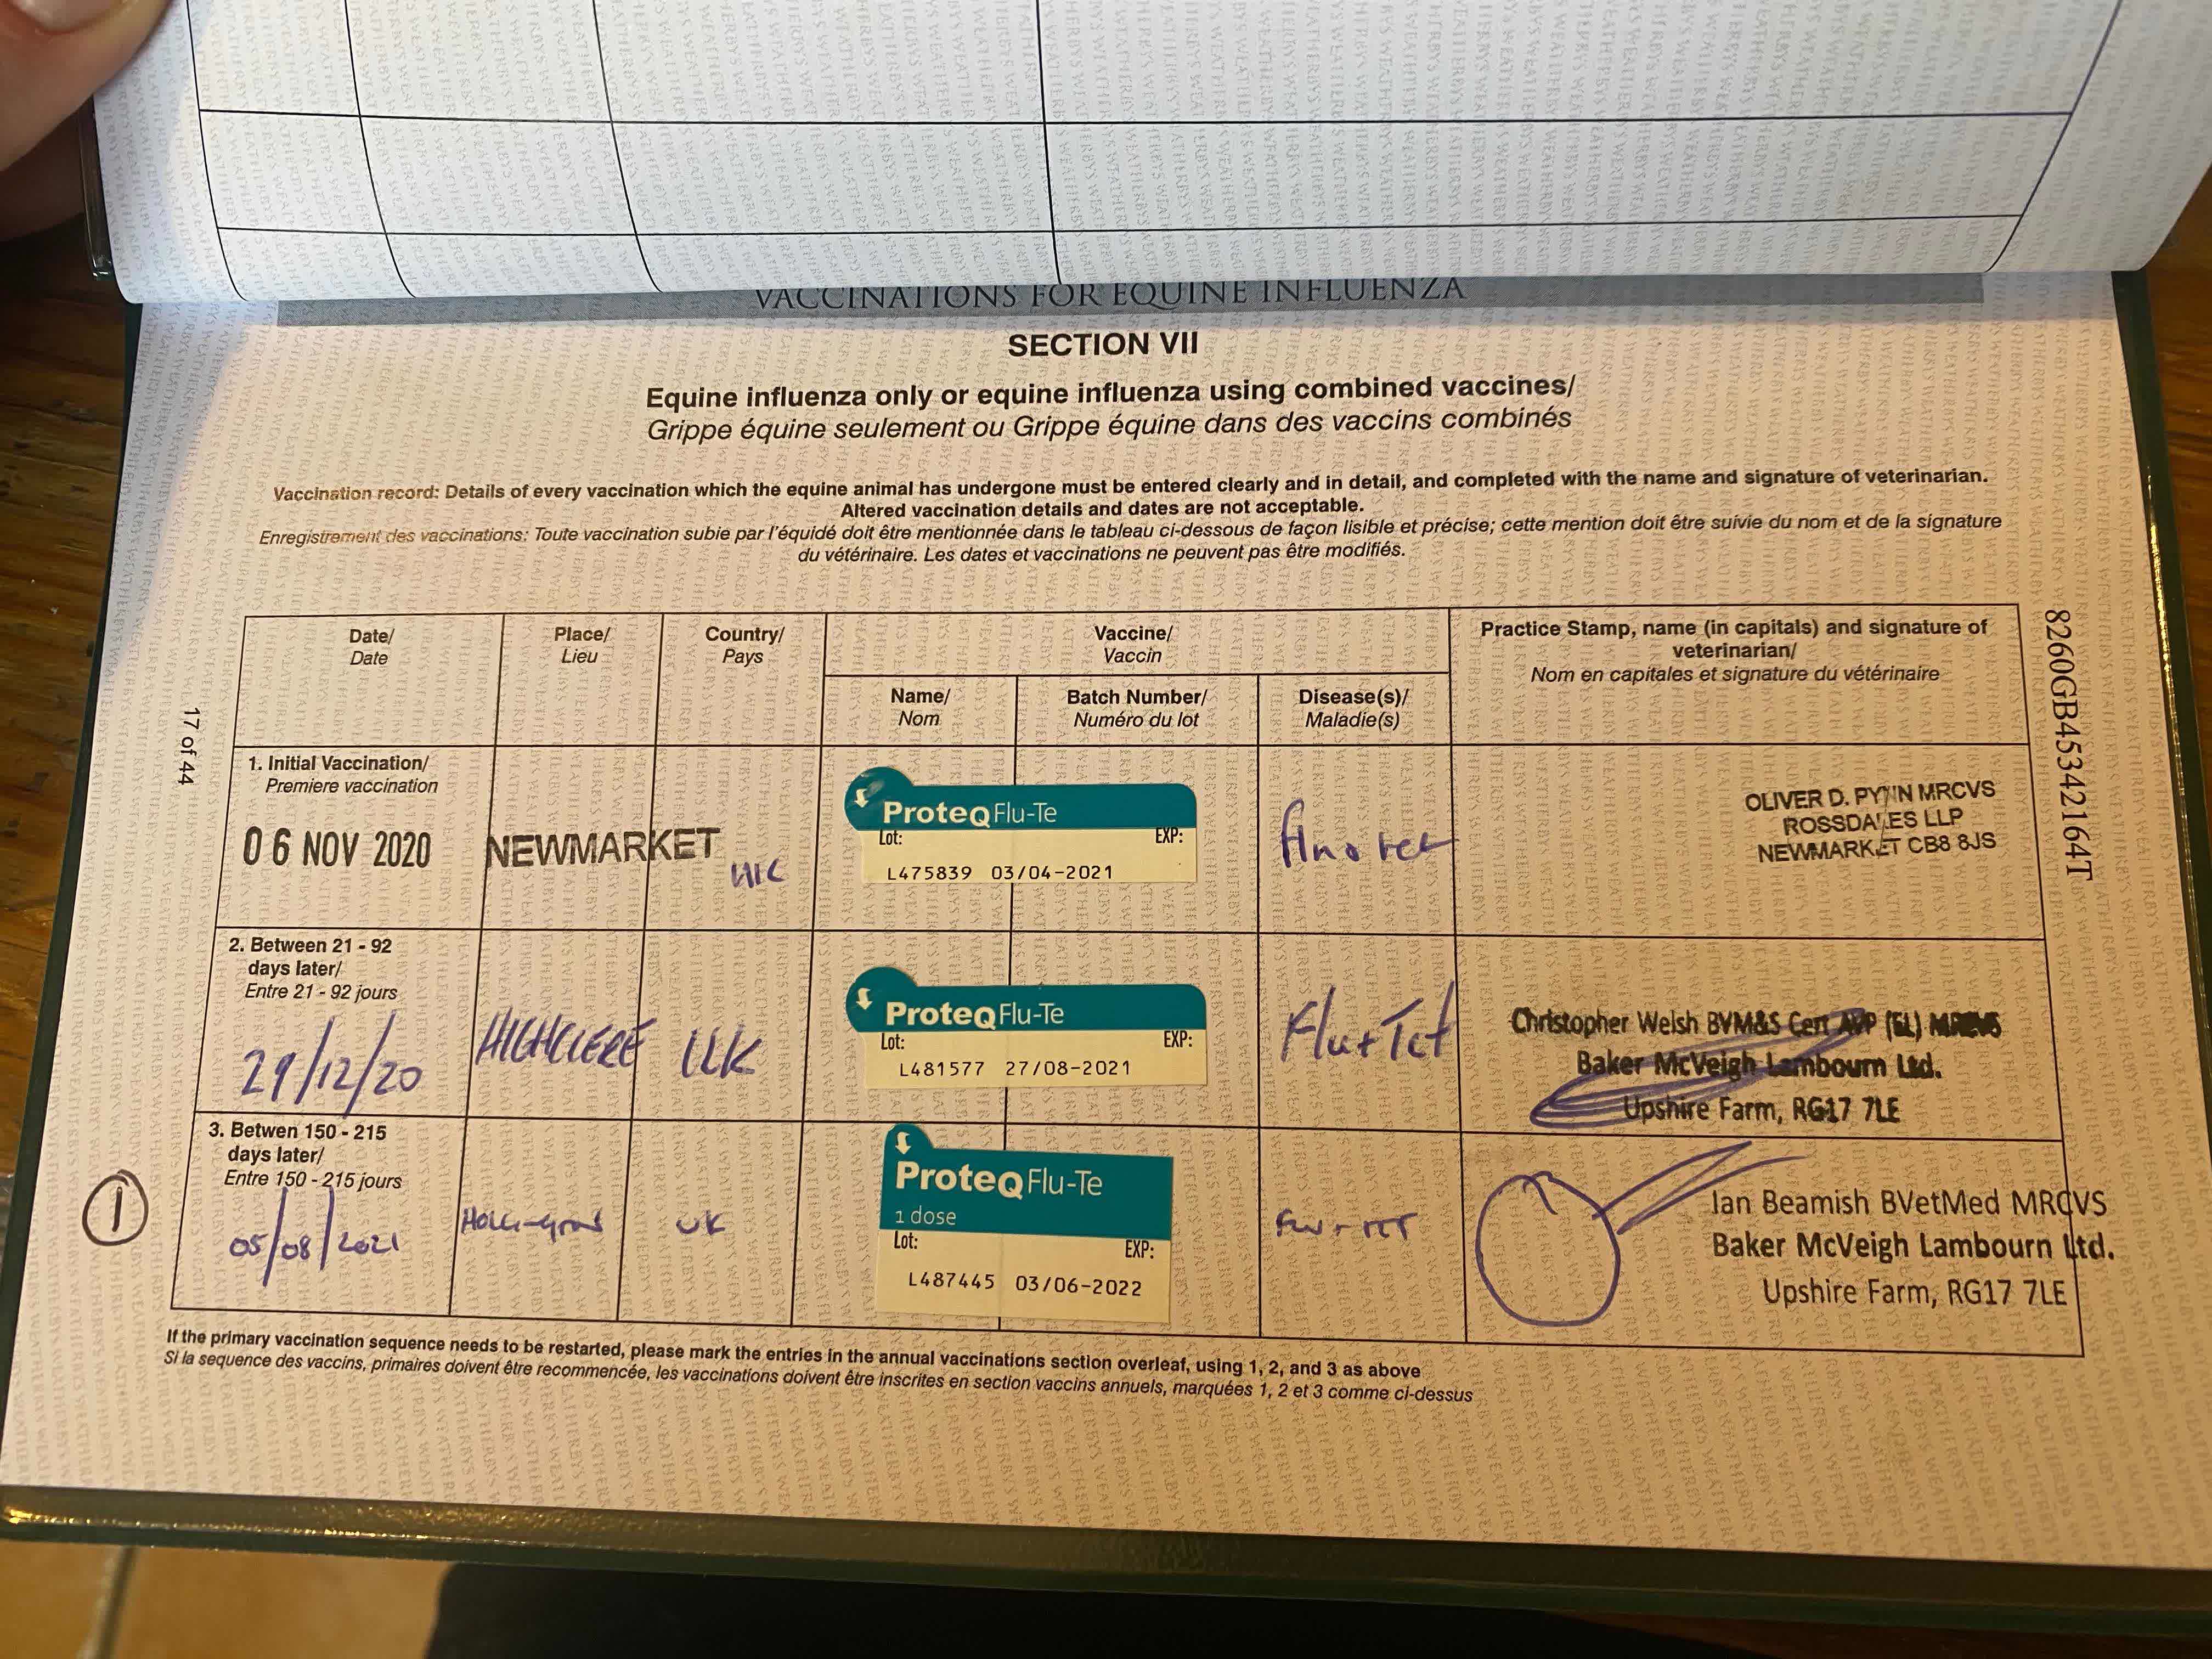 VACCINATIONS FOR EQUINE INFLUENZA
SECTION VII
Equine influenza only or equine influenza using combined vaccines/
Grippe équine seulement ou Grippe équine dans des vaccins combinés
Vaccination record: Details of every vaccination which the equine animal has undergone must be entered clearly and in detail, and completed with the name and signature of veterinarian.
Altered vaccination details and dates are not acceptable.
Enregistrement des vaccinations: Toute vaccination subie par l'équidé doit être mentionnée dans le tableau ci-dessous de façon lisible et précise; cette mention doit être suivie du nom et de la signature
du vétérinaire. Les dates et vaccinations ne peuvent pas être modifiés.
Date/
Date
Place/
Lieu
Country/
Pays
Vaccine/
Vaccin
Name/
Nom
Batch Number/
Numéro du lot
Disease(s)/
Maladie(s)
Practice Stamp, name (in capitals) and signature of
veterinarian/
Nom en capitales et signature du vétérinaire
1. Initial Vaccination/
Premiere vaccination
06 NOV 2020
NEWMARKET
UK
ProteqFlu-Te
Lot: EXP:
L475839 03/04-2021
OLIVER D. PYNN MRCVS
ROSSDALES LLP
NEWMARKET CB8 8JS
2. Between 21 - 92
days later/
Entre 21 - 92 jours
29/12/20
HIGHCLERE
UK
ProteqFlu-Te
Lot: EXP:
L481577 27/08-2021
Flu + Tet
Christopher Welsh BVM&S Cert AVP (EL) MRCVS
Baker McVeigh Lambourn Ltd.
Upshire Farm, RG17 7LE
3. Betwen 150 - 215
days later/
Entre 150 - 215 jours
1
05/08/2021
UK
ProteqFlu-Te
1 dose
Lot: EXP:
L487445 03/06-2022
Flu + TET
Ian Beamish BVetMed MRCVS
Baker McVeigh Lambourn Ltd.
Upshire Farm, RG17 7LE
If the primary vaccination sequence needs to be restarted, please mark the entries in the annual vaccinations section overleaf, using 1, 2, and 3 as above
Si la sequence des vaccins, primaires doivent être recommencée, les vaccinations doivent être inscrites en section vaccins annuels, marquées 1, 2 et 3 comme ci-dessus
17 of 44
8260GB45342164T